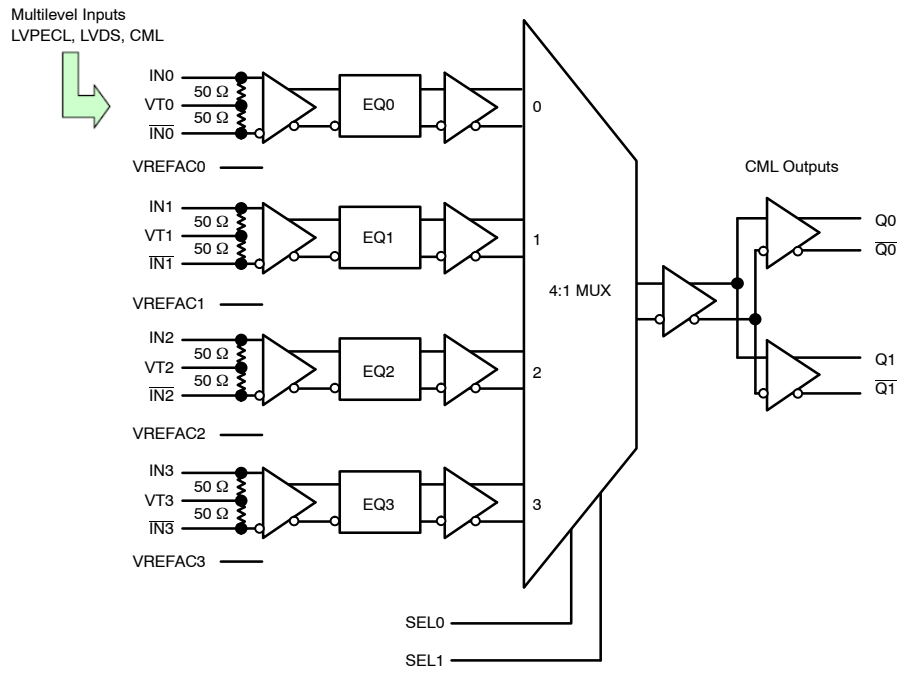 Multilevel Inputs
LVPECL, LVDS, CML
IN0
50 Ω
VT0
50 Ω
IN0
VREFAC0
EQ0
0
IN1
50 Ω
VT1
50 Ω
IN1
VREFAC1
EQ1
1
IN2
50 Ω
VT2
50 Ω
IN2
VREFAC2
EQ2
2
IN3
50 Ω
VT3
50 Ω
IN3
VREFAC3
EQ3
3
4:1 MUX
SEL0
SEL1
CML Outputs
Q0
Q0
Q1
Q1